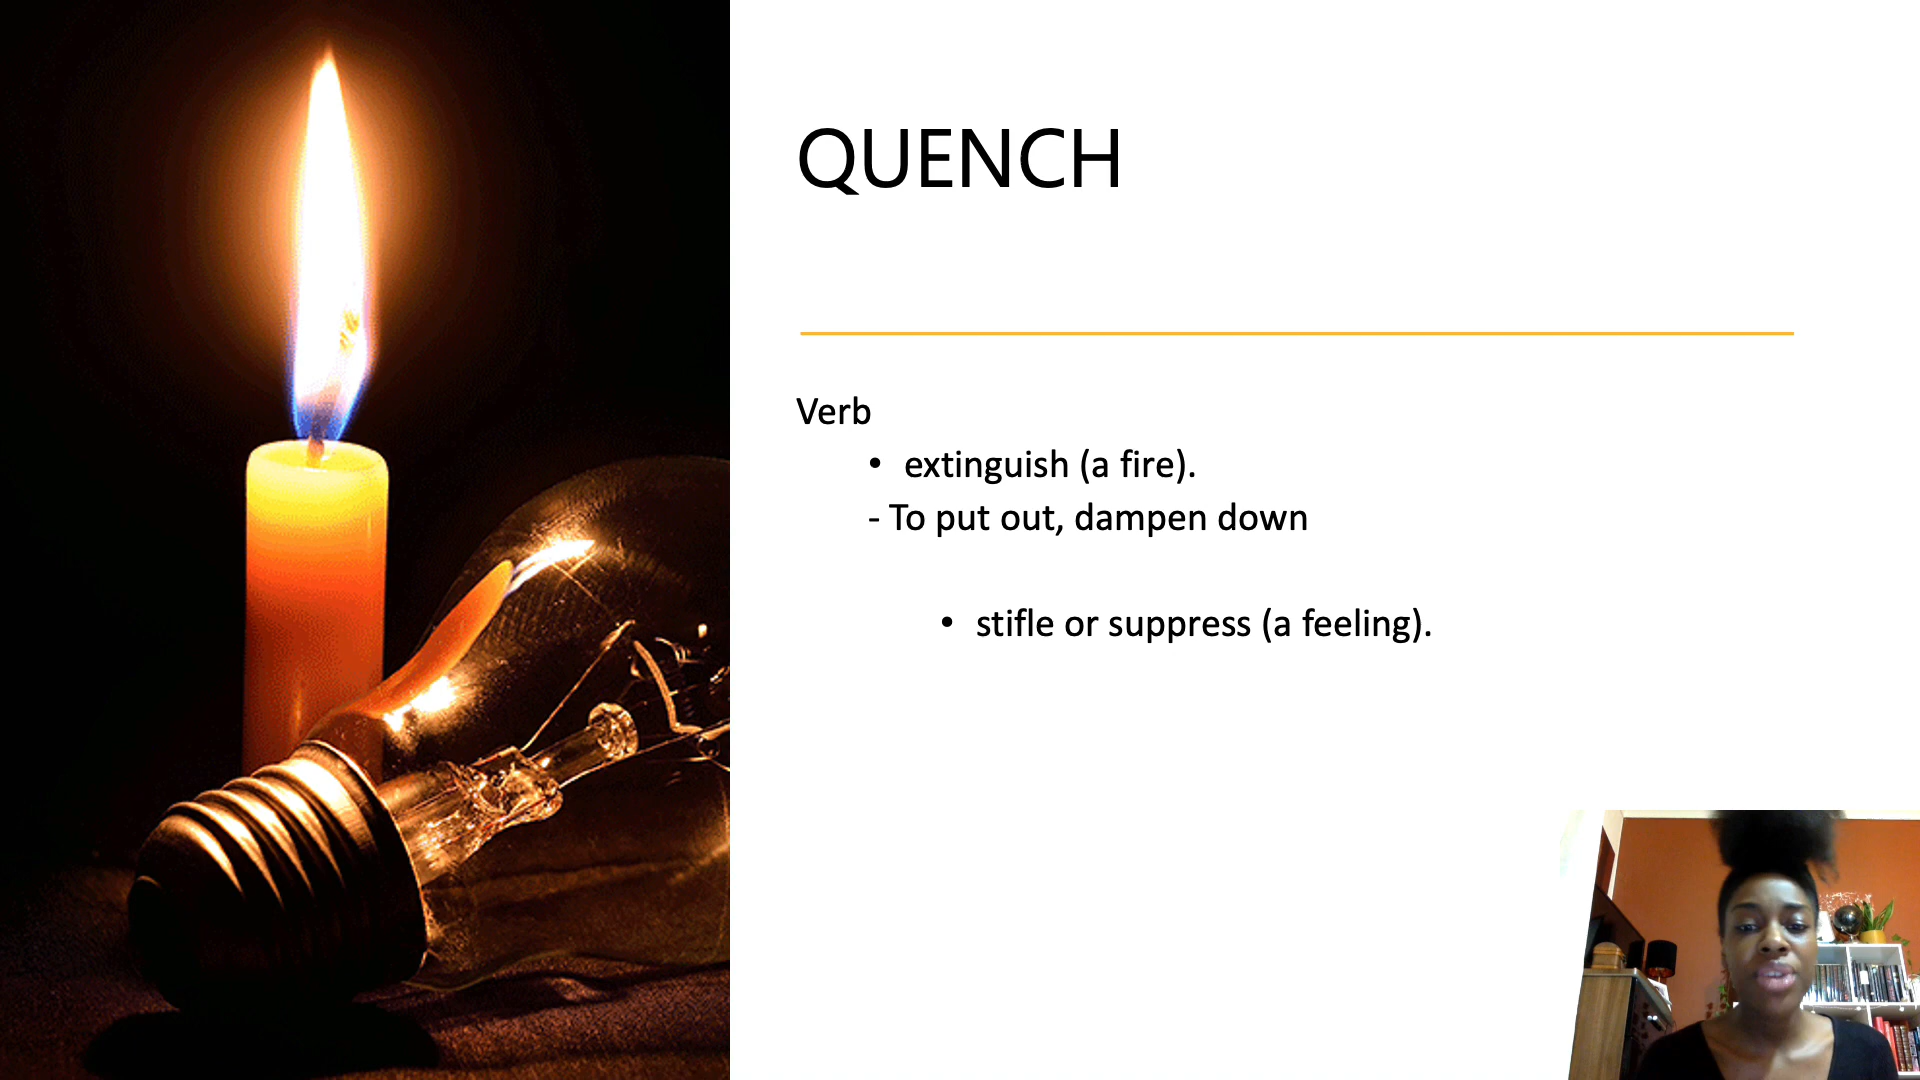 QUENCH
Verb
• extinguish (a fire).
- To put out, dampen down
• stifle or suppress (a feeling).